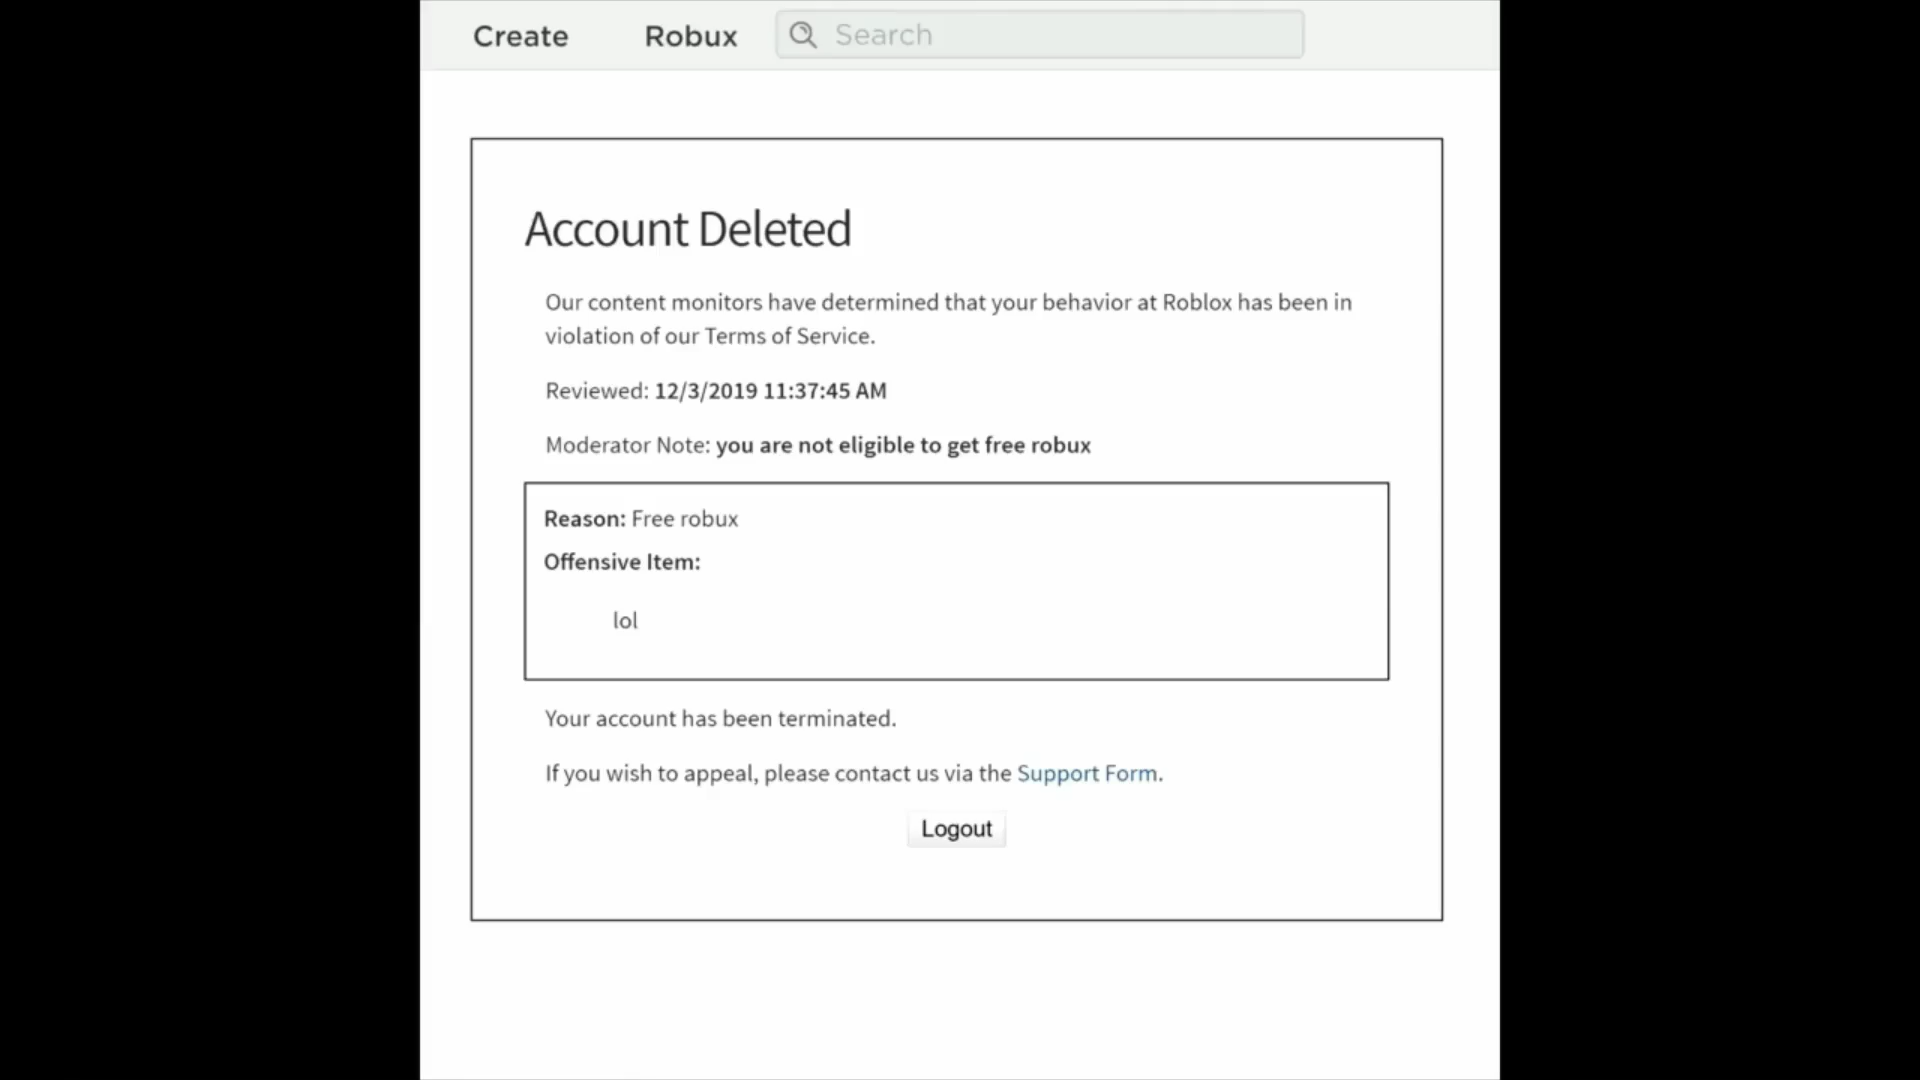 Create Robux Search
Account Deleted
Our content monitors have determined that your behavior at Roblox has been in
violation of our Terms of Service.
Reviewed: 12/3/2019 11:37:45 AM
Moderator Note: you are not eligible to get free robux
Reason: Free robux
Offensive Item:
lol
Your account has been terminated.
If you wish to appeal, please contact us via the Support Form.
Logout